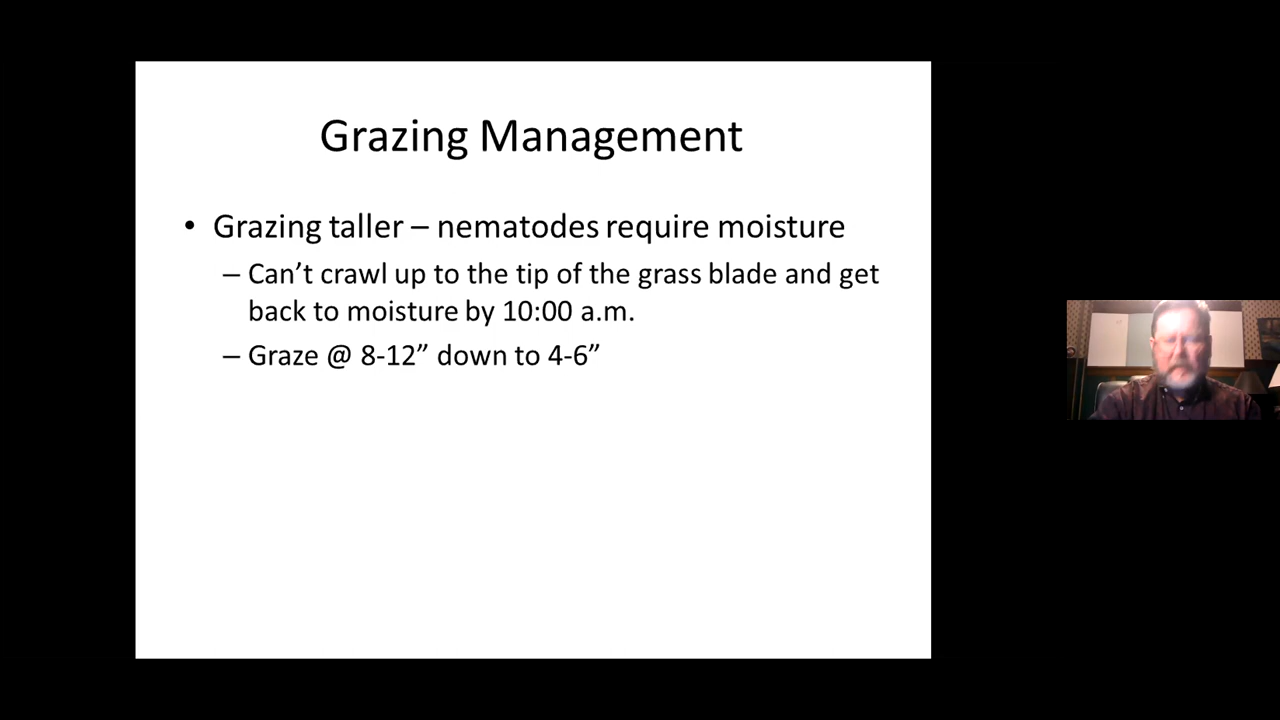 Grazing Management
• Grazing taller – nematodes require moisture
– Can’t crawl up to the tip of the grass blade and get
back to moisture by 10:00 a.m.
– Graze @ 8-12” down to 4-6”